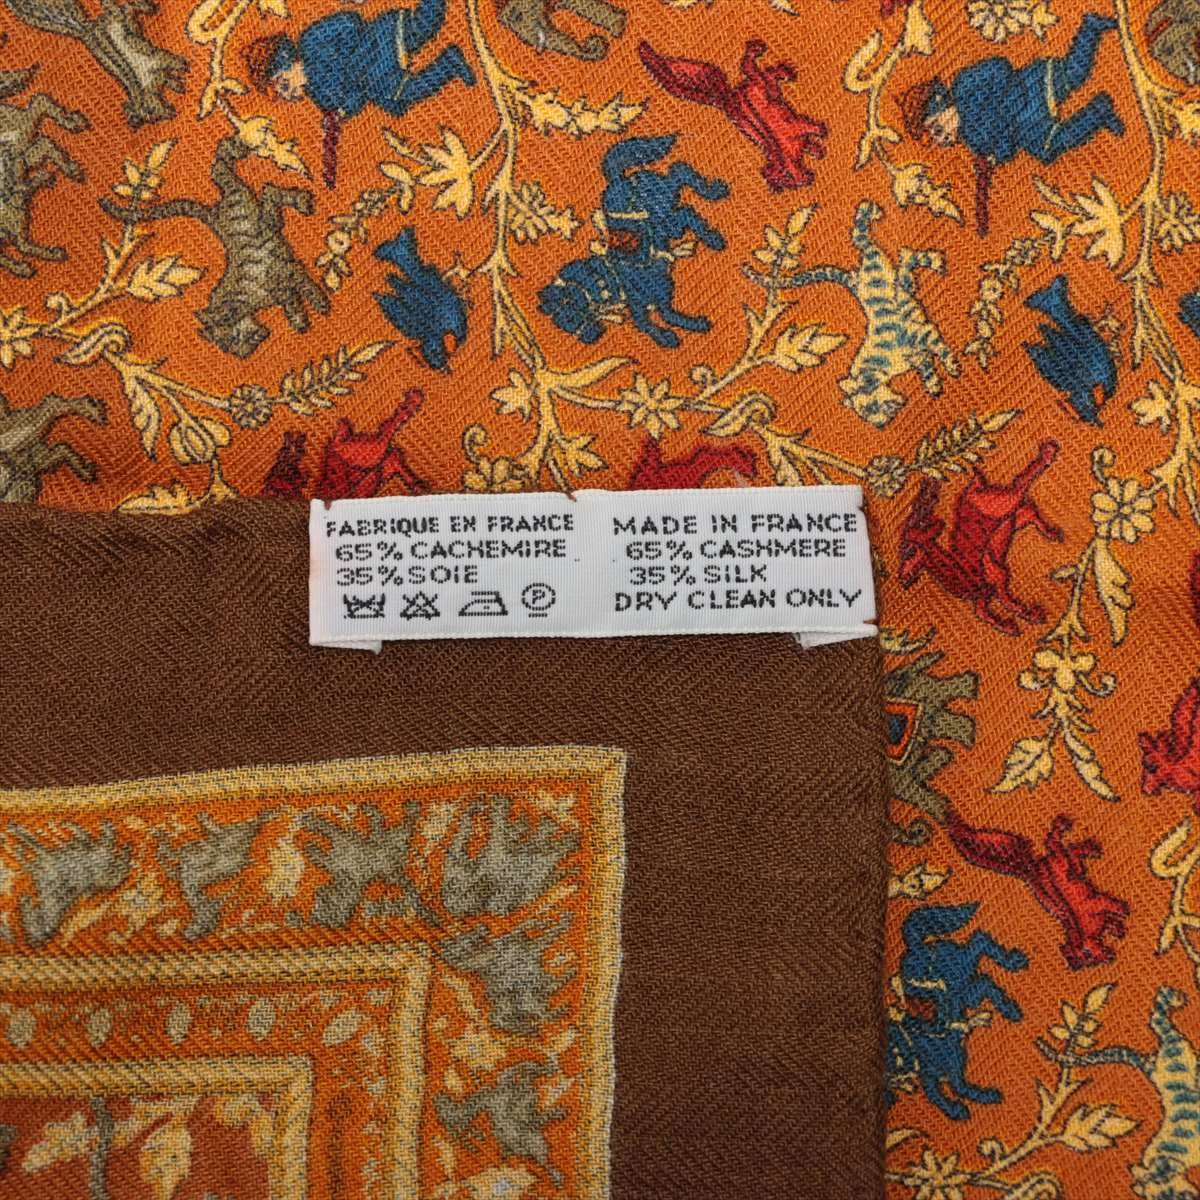 FABRIQUE EN FRANCE
65% CACHEMIRE
35% SOIE
P
MADE IN FRANCE
65% CASHMERE
35% SILK
DRY CLEAN ONLY